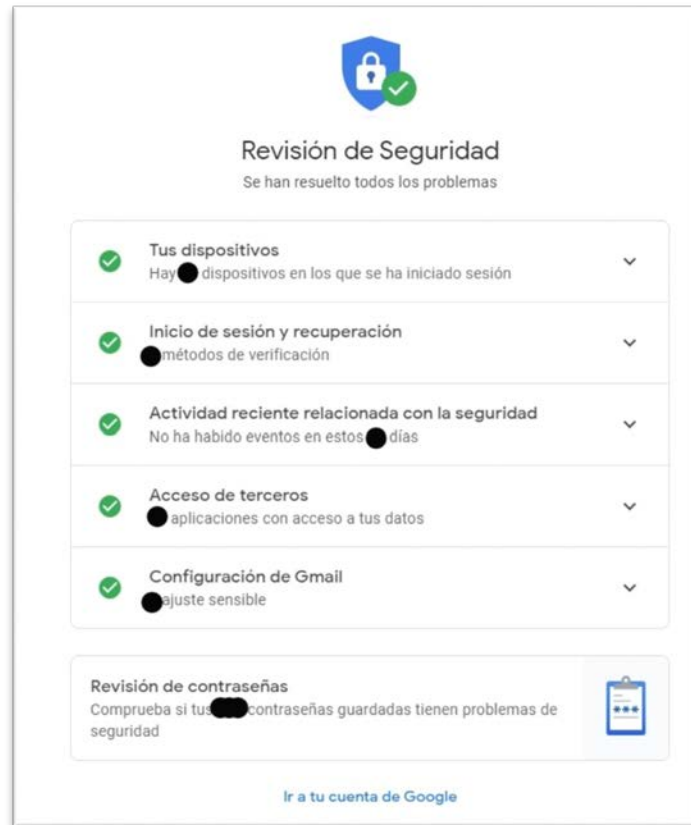 Revisión de Seguridad
Se han resuelto todos los problemas
Tus dispositivos
Hay dispositivos en los que se ha iniciado sesión
Inicio de sesión y recuperación
métodos de verificación
Actividad reciente relacionada con la seguridad
No ha habido eventos en estos días
Acceso de terceros
aplicaciones con acceso a tus datos
Configuración de Gmail
ajuste sensible
Revisión de contraseñas
Comprueba si tus contraseñas guardadas tienen problemas de
seguridad
Ir a tu cuenta de Google